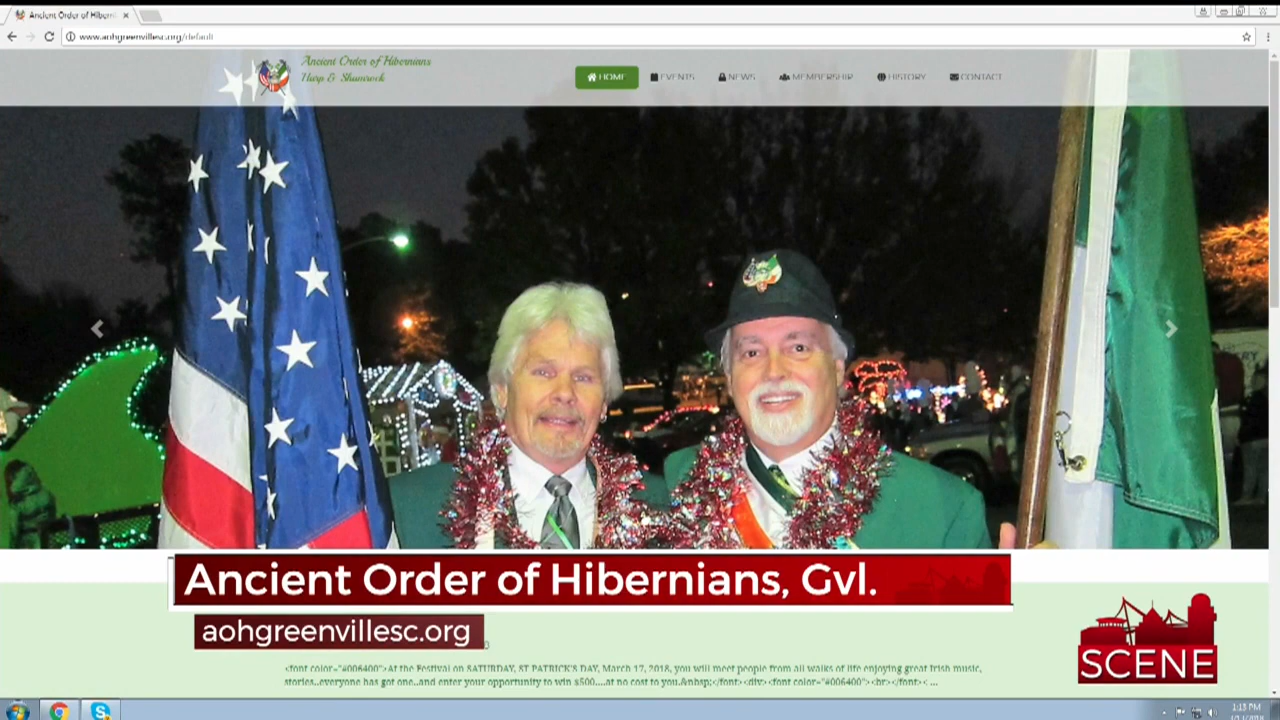 Ancient Order of Hiberni
www.aohgreenvillesc.org/default
Ancient Order of Hibernians
Harp & Shamrock
HOME
EVENTS
NEWS
MEMBERSHIP
HISTORY
CONTACT
Ancient Order of Hibernians, Gvl.
aohgreenvillesc.org
<font color="#006400">At the Festival on SATURDAY, ST PATRICK'S DAY, March 17, 2018, you will meet people from all walks of life enjoying great Irish music,
stories..everyone has got one..and enter your opportunity to win $500....at no cost to you.&nbsp;</font><div><font color="#006400"><br></font>< ...
SCENE
1:13 PM